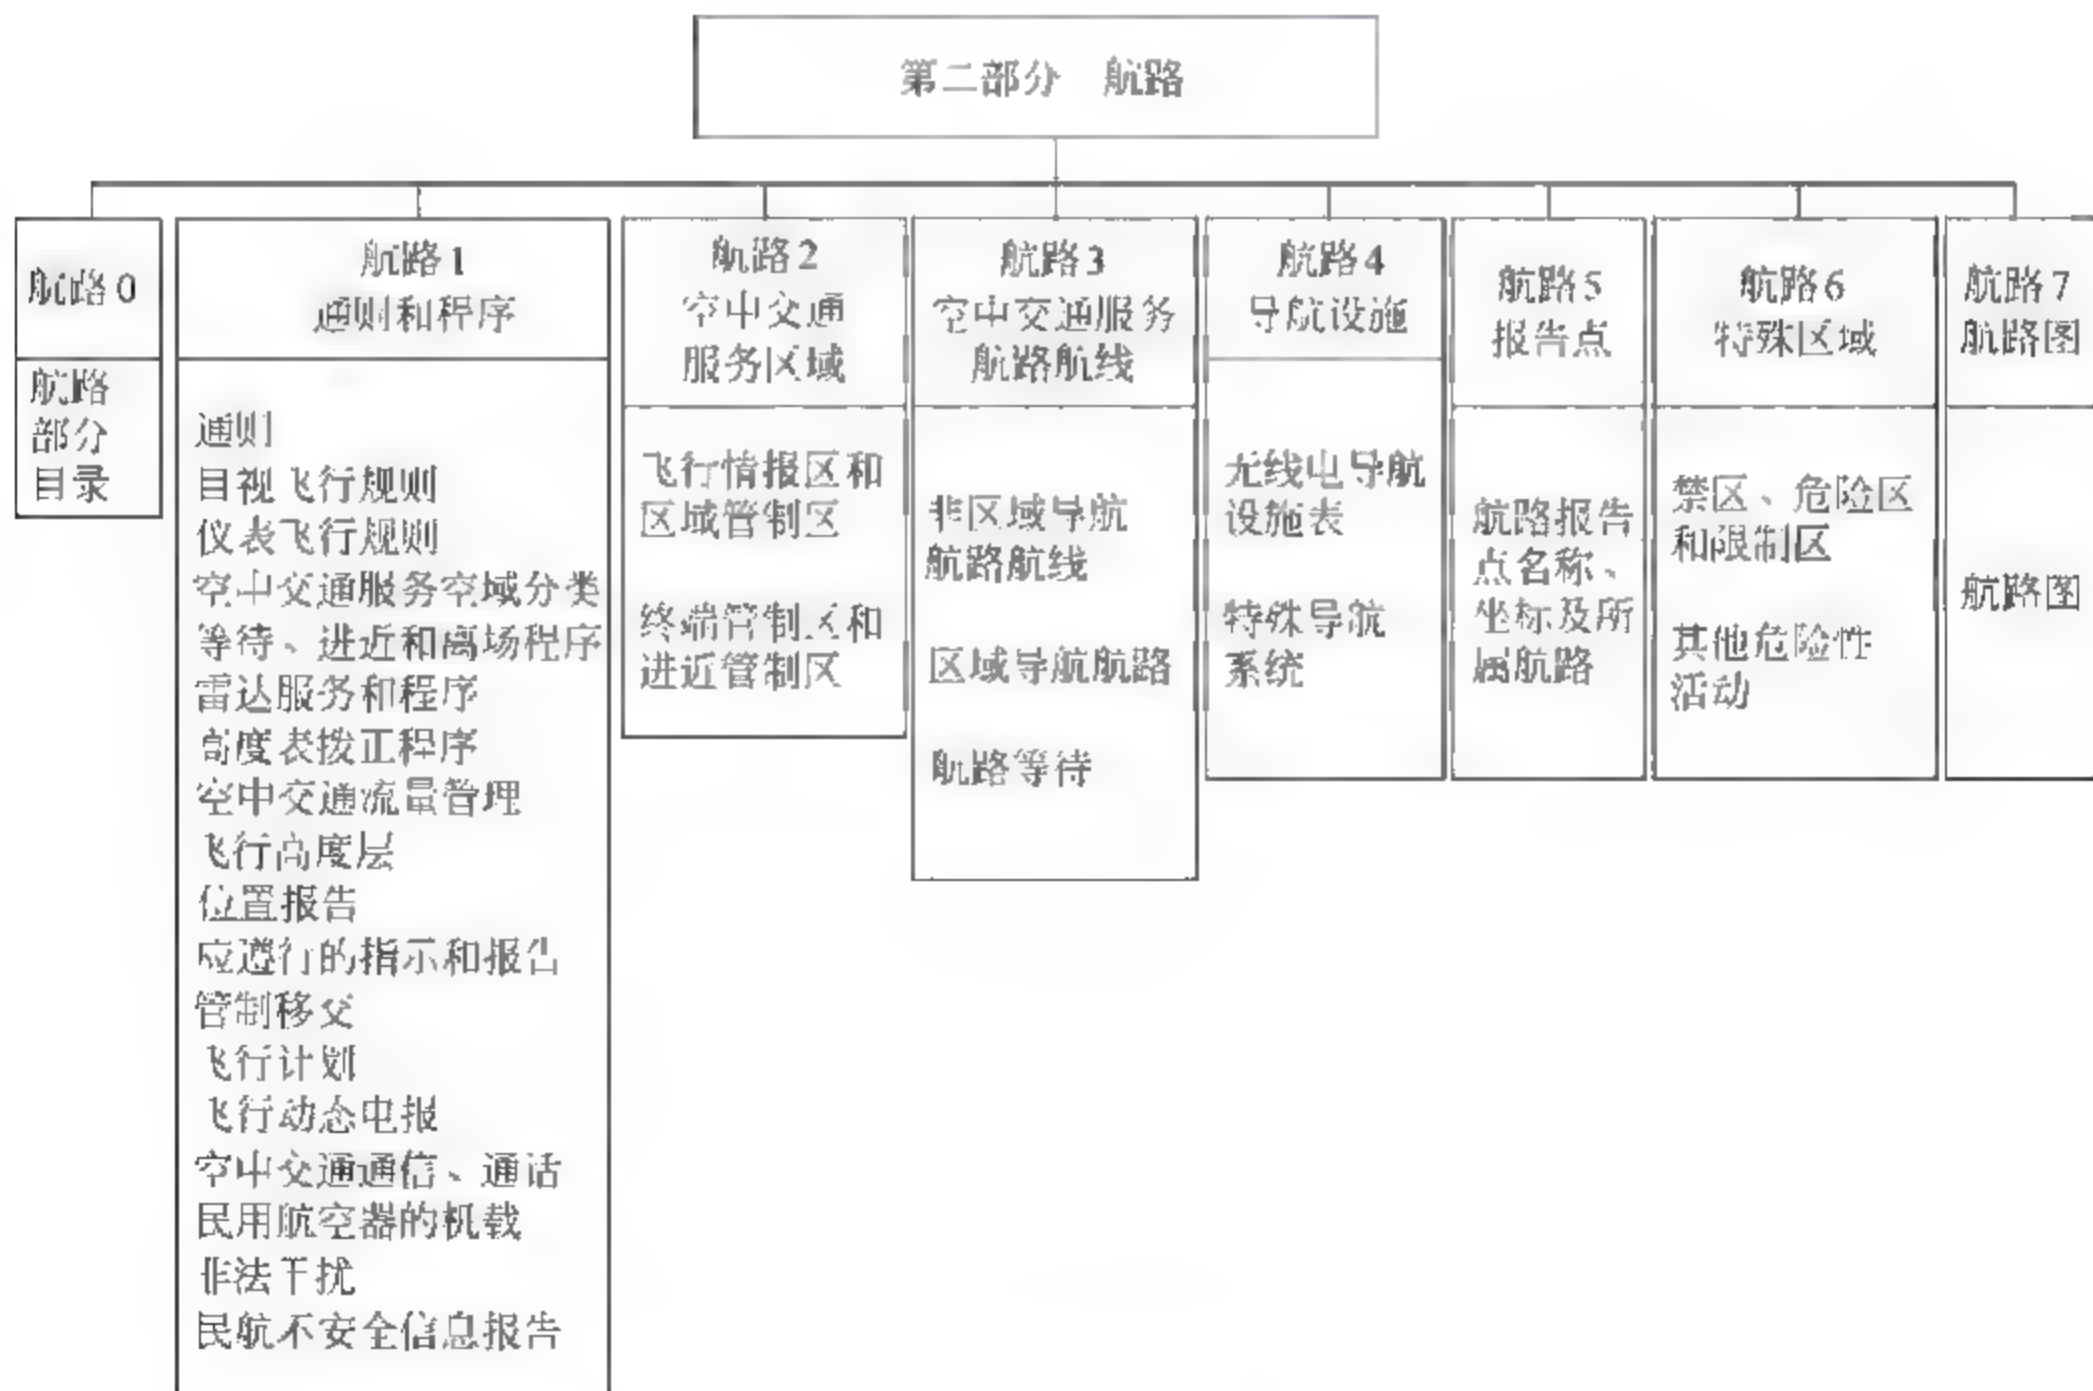 第二部分 航路
航路0
航路
部分
目录
航路1
通则和程序
通则
目视飞行规则
仪表飞行规则
空中交通服务空域分类
等待、进近和离场程序
雷达服务和程序
高度表拨正程序
空中交通流量管理
飞行高度层
位置报告
应遵行的指示和报告
管制移交
飞行计划
飞行动态电报
空中交通通信、通话
民用航空器的机载
非法干扰
民航不安全信息报告
航路2
空中交通
服务区域
飞行情报区和
区域管制区
终端管制区和
进近管制区
航路3
空中交通服务
航路航线
非区域导航
航路航线
区域导航航路
航路等待
航路4
导航设施
无线电导航
设施表
特殊导航
系统
航路5
报告点
航路报告
点名称、
坐标及所
属航路
航路6
特殊区域
禁区、危险区
和限制区
其他危险性
活动
航路7
航路图
航路图